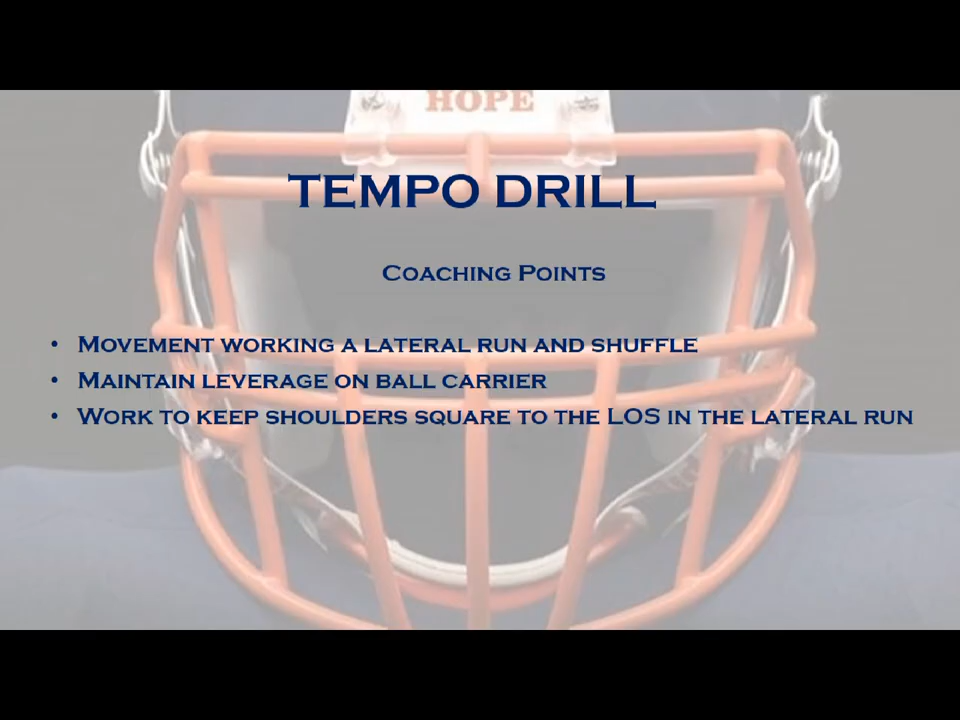 HOPE
TEMPO DRILL
COACHING POINTS
• MOVEMENT WORKING A LATERAL RUN AND SHUFFLE
• MAINTAIN LEVERAGE ON BALL CARRIER
• WORK TO KEEP SHOULDERS SQUARE TO THE LOS IN THE LATERAL RUN